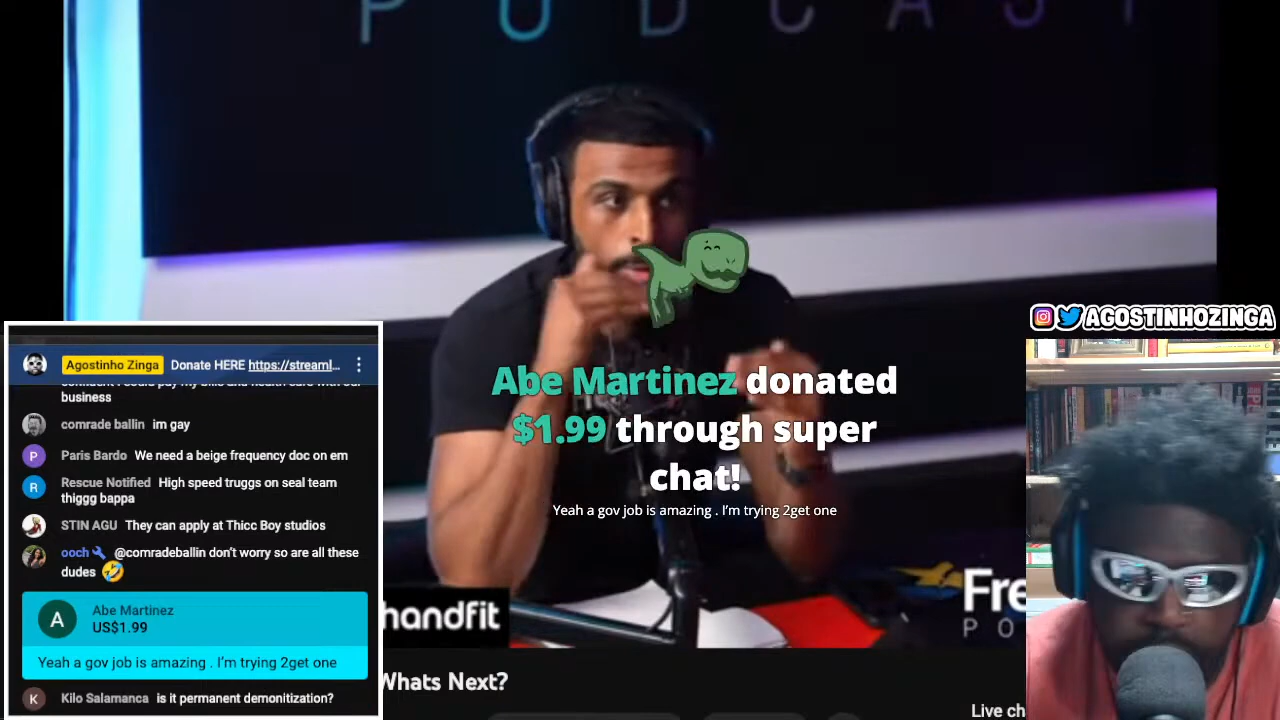 PODCAST
AGOSTINHOZINGA
Agostinho Zinga Donate HERE https://streaml...
business
comrade ballin im gay
Paris Bardo We need a beige frequency doc on em
Rescue Notified High speed truggs on seal team
thiggg bappa
STIN AGU They can apply at Thicc Boy studios
ooch @comradeballin don't worry so are all these
dudes
A
Abe Martinez
US$1.99
Yeah a gov job is amazing . I'm trying 2get one
K Kilo Salamanca is it permanent demonitization?
Abe Martinez donated
$1.99 through super
chat!
Yeah a gov job is amazing . I'm trying 2get one
handfit
Fre
PO
Whats Next?
Live ch